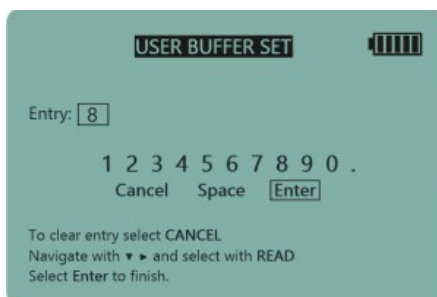 USER BUFFER SET
Entry: 8
1 2 3 4 5 6 7 8 9 0 .
Cancel Space Enter
To clear entry select CANCEL
Navigate with ▼ ► and select with READ
Select Enter to finish.